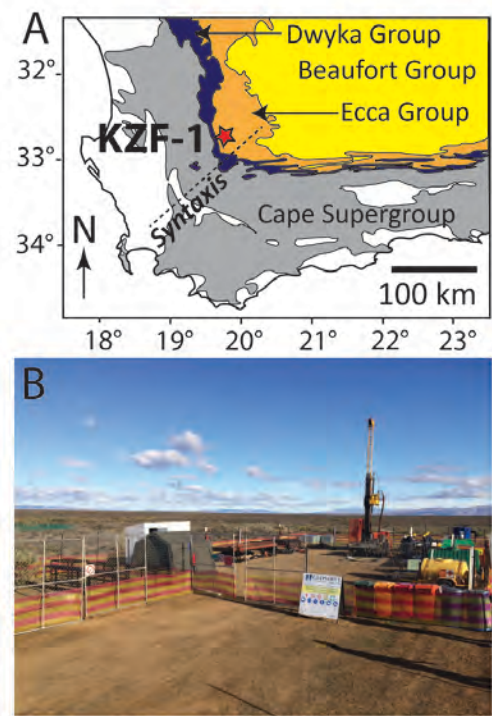 A
Dwyka Group
Beaufort Group
Ecca Group
KZF-1
Syntaxis
Cape Supergroup
N
100 km
32°
33°
34°
18° 19° 20° 21° 22° 23°
B